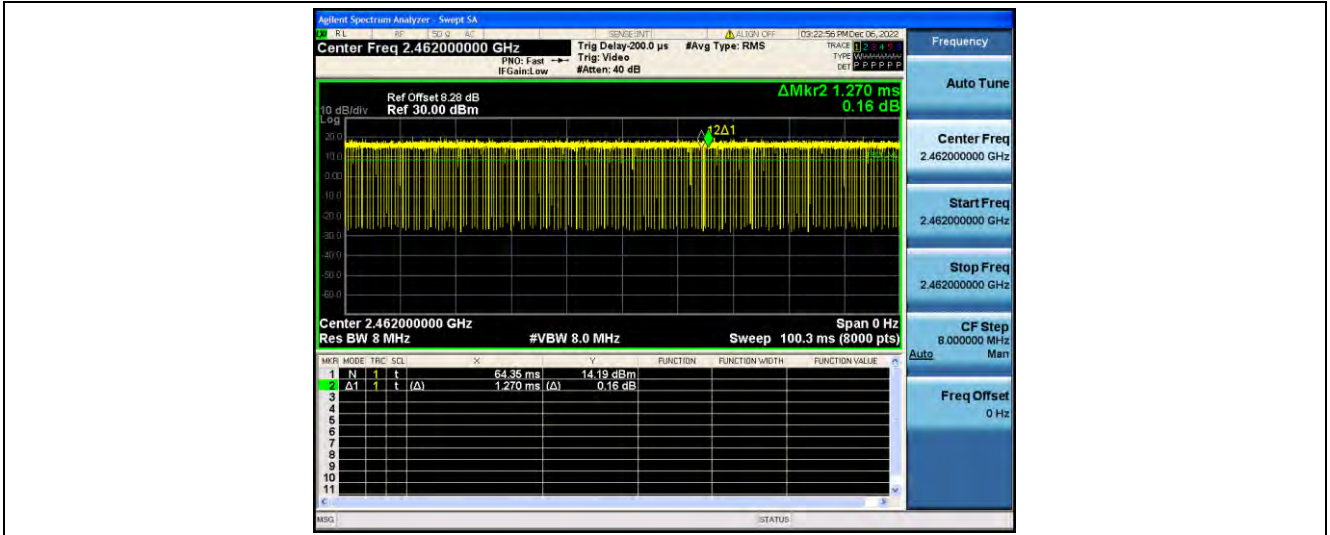 Agilent Spectrum Analyzer - Swept SA
RL RF 50 Ω AC SENSE:INT ALIGN OFF 03:22:56 PM Dec 06, 2022
Center Freq 2.462000000 GHz
PNO: Fast
IFGain:Low
Trig Delay-200.0 µs
Trig: Video
#Atten: 40 dB
#Avg Type: RMS
TRACE 1 2 3 4 5 6
TYPE
DET P P P P P P
Frequency
Auto Tune
ΔMkr2 1.270 ms
0.16 dB
Ref Offset 8.28 dB
10 dB/div Ref 30.00 dBm
Log
20.0
10.0
0.00
-10.0
-20.0
-30.0
-40.0
-50.0
-60.0
12Δ1
Center Freq
2.462000000 GHz
Start Freq
2.462000000 GHz
Stop Freq
2.462000000 GHz
CF Step
8.000000 MHz
Auto Man
Freq Offset
0 Hz
Center 2.462000000 GHz Span 0 Hz
Res BW 8 MHz #VBW 8.0 MHz Sweep 100.3 ms (8000 pts)
MKR MODE TRC SCL X Y FUNCTION FUNCTION WIDTH FUNCTION VALUE
1 N 1 t 64.35 ms 14.19 dBm
2 Δ1 1 t (Δ) 1.270 ms (Δ) 0.16 dB
3
4
5
6
7
8
9
10
11
MSG STATUS